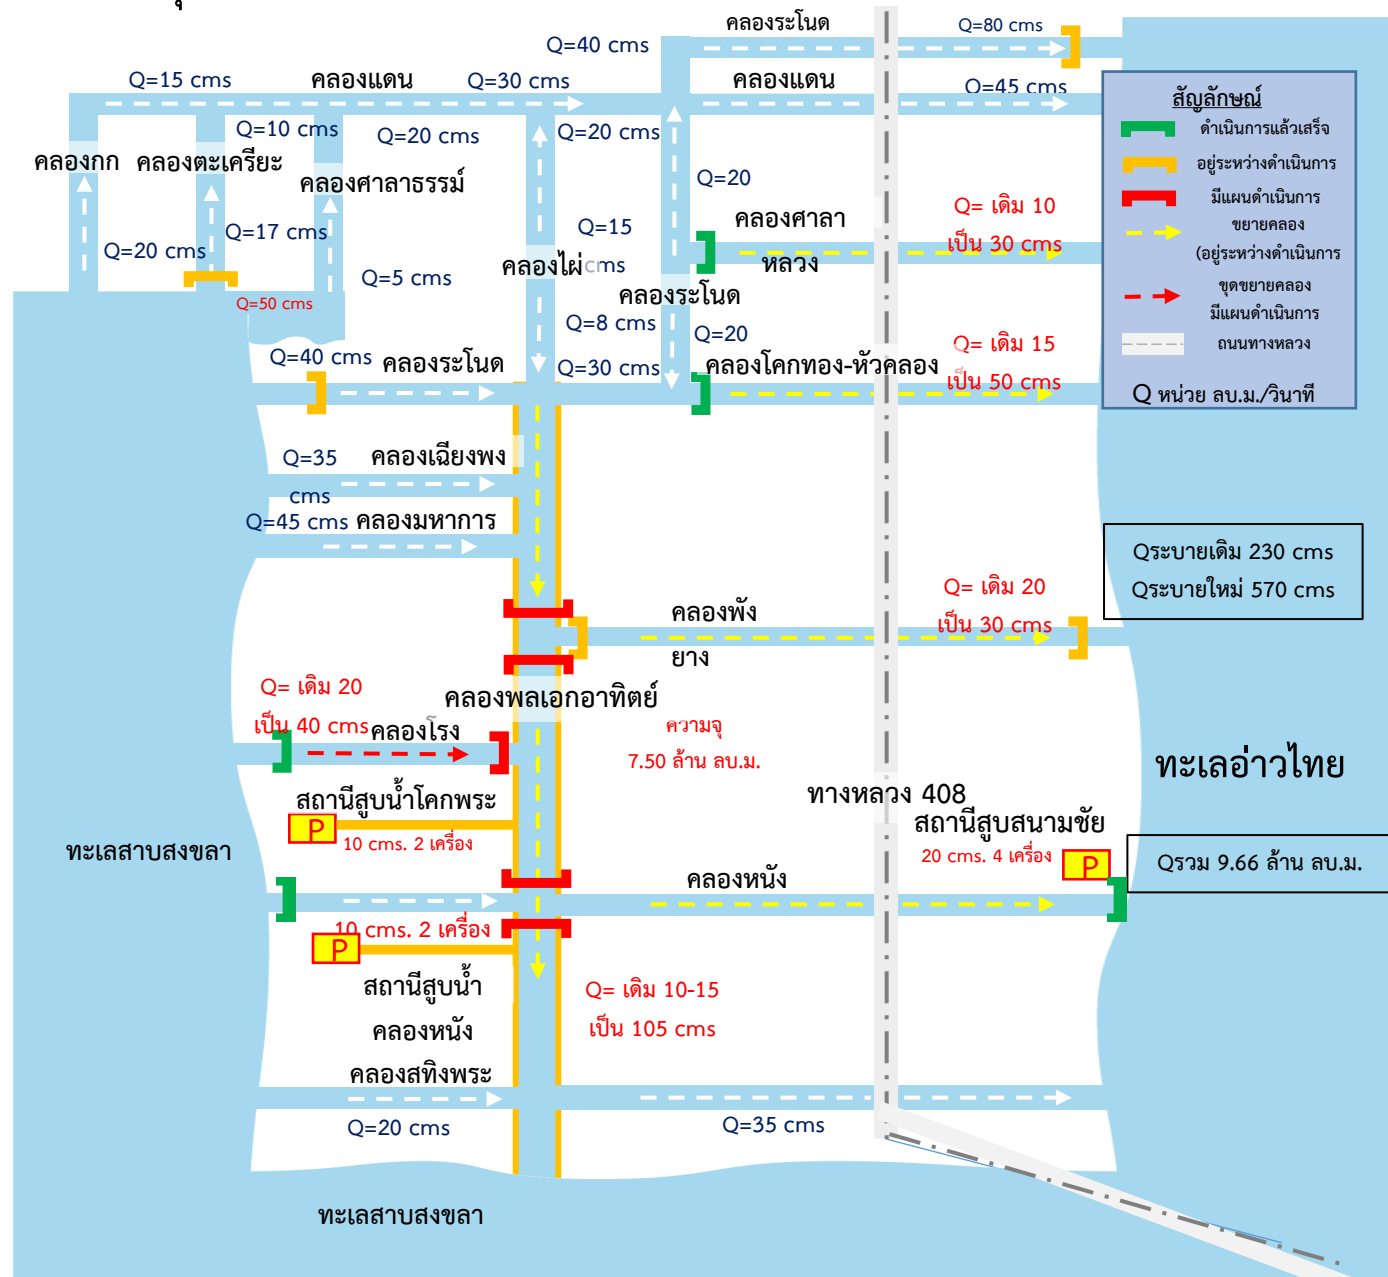 คลองระโนด
Q=80 cms
Q=40 cms
Q=15 cms
คลองแดน
Q=30 cms
คลองแดน
Q=45 cms
Q=10 cms
Q=20 cms
Q=20 cms
คลองกก
คลองตะเครียะ
คลองศาลาธรรม์
Q=20
คลองศาลา
หลวง
Q= เดิม 10
เป็น 30 cms
Q=20 cms
Q=17 cms
Q=15
cms
คลองไผ่
Q=5 cms
คลองระโนด
Q=50 cms
Q=8 cms
Q=20
Q=40 cms
คลองระโนด
Q=30 cms
คลองโคกทอง-หัวคลอง
Q= เดิม 15
เป็น 50 cms
สัญลักษณ์
ดำเนินการแล้วเสร็จ
อยู่ระหว่างดำเนินการ
มีแผนดำเนินการ
ขยายคลอง
(อยู่ระหว่างดำเนินการ
ขุดขยายคลอง
มีแผนดำเนินการ
ถนนทางหลวง
Q หน่วย ลบ.ม./วินาที
Q=35
cms
คลองเฉียงพง
Q=45 cms
คลองมหาการ
Qระบายเดิม 230 cms
Qระบายใหม่ 570 cms
คลองพัง
ยาง
Q= เดิม 20
เป็น 30 cms
คลองพลเอกอาทิตย์
Q= เดิม 20
เป็น 40 cms
คลองโรง
ความจุ
7.50 ล้าน ลบ.ม.
ทะเลอ่าวไทย
ทางหลวง 408
สถานีสูบน้ำโคกพระ
P
10 cms. 2 เครื่อง
สถานีสูบสนามชัย
20 cms. 4 เครื่อง
P
ทะเลสาบสงขลา
Qรวม 9.66 ล้าน ลบ.ม.
คลองหนัง
10 cms. 2 เครื่อง
P
สถานีสูบน้ำ
คลองหนัง
Q= เดิม 10-15
เป็น 105 cms
คลองสทิงพระ
Q=20 cms
Q=35 cms
ทะเลสาบสงขลา